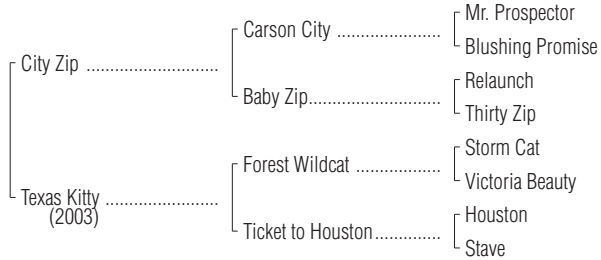 Mr. Prospector
Carson City
Blushing Promise
City Zip
Relaunch
Baby Zip
Thirty Zip
Storm Cat
Forest Wildcat
Victoria Beauty
Texas Kitty
(2003)
Houston
Ticket to Houston
Stave